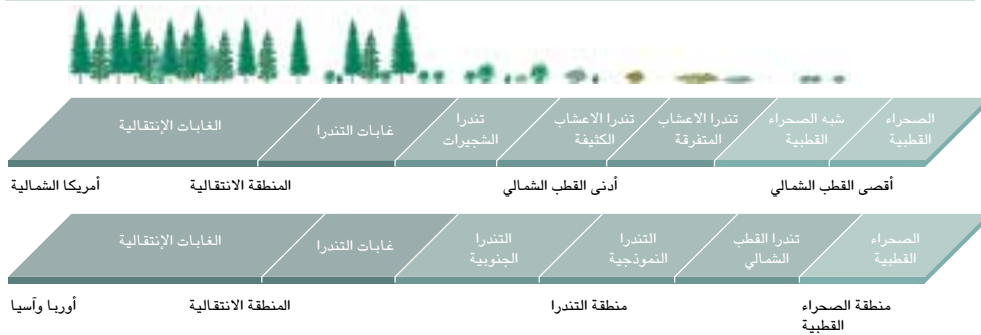 الغابات الإنتقالية
غابات التندرا
تندرا
الشجيرات
تندرا الاعشاب
الكثيفة
تندرا الاعشاب
المتفرقة
شبه الصحراء
القطبية
الصحراء
القطبية
أمريكا الشمالية
المنطقة الانتقالية
أدنى القطب الشمالي
أقصى القطب الشمالي
الغابات الإنتقالية
غابات التندرا
التندرا
الجنوبية
التندرا
النموذجية
تندرا القطب
الشمالي
الصحراء
القطبية
أوربا وآسيا
المنطقة الانتقالية
منطقة التندرا
منطقة الصحراء
القطبية